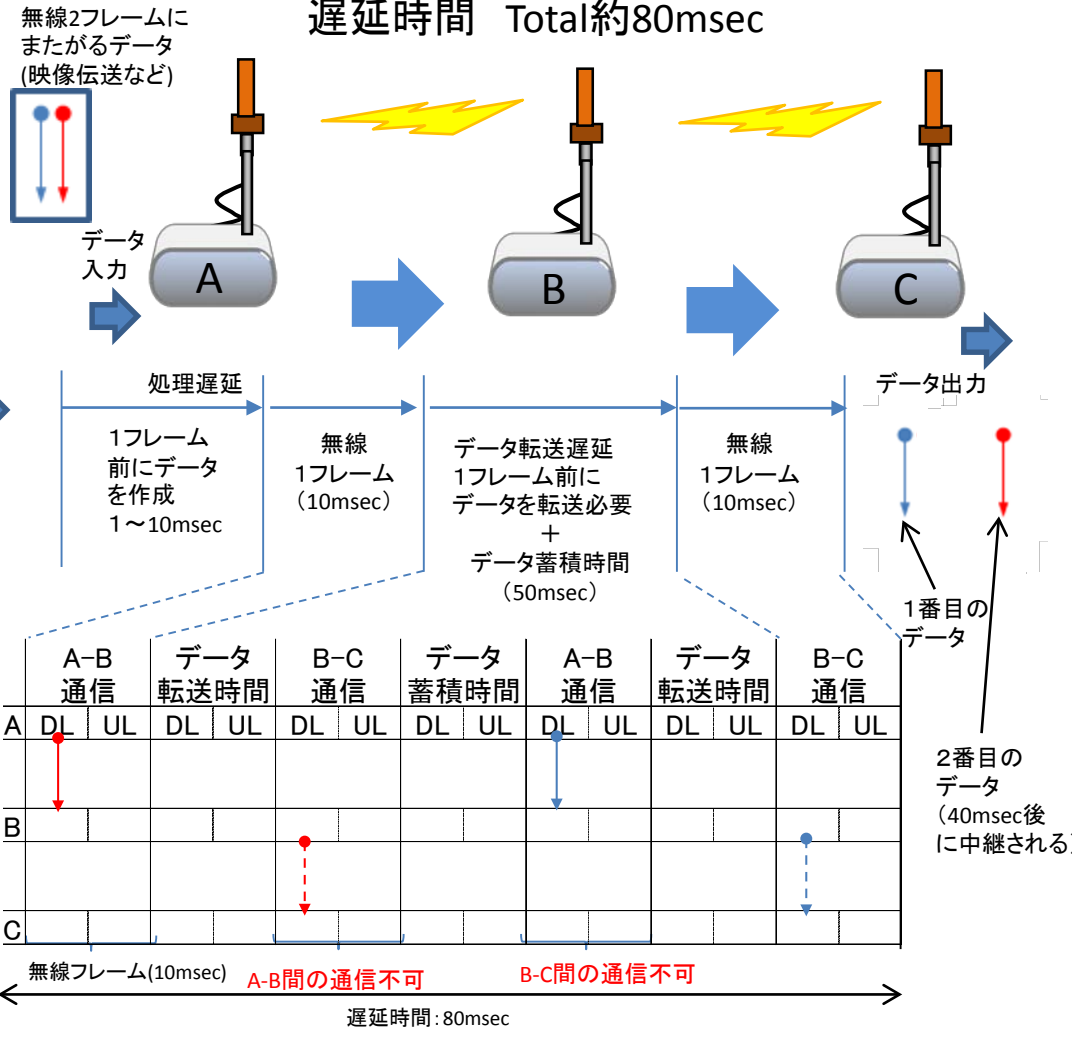 遅延時間 Total約80msec
無線2フレームに
またがるデータ
(映像伝送など)
データ
入力
A
B
C
データ出力
処理遅延
1フレーム
前にデータ
を作成
1～10msec
無線
1フレーム
（10msec）
データ転送遅延
1フレーム前に
データを転送必要
＋
データ蓄積時間
（50msec）
無線
1フレーム
（10msec）
1番目の
データ
2番目の
データ
（40msec後
に中継される）
A-B 通信 データ転送時間 B-C 通信 データ蓄積時間 A-B 通信 データ転送時間 B-C 通信
A DL UL DL UL DL UL DL UL DL UL DL UL DL UL
B
C
無線フレーム(10msec)
A-B間の通信不可
B-C間の通信不可
遅延時間：80msec